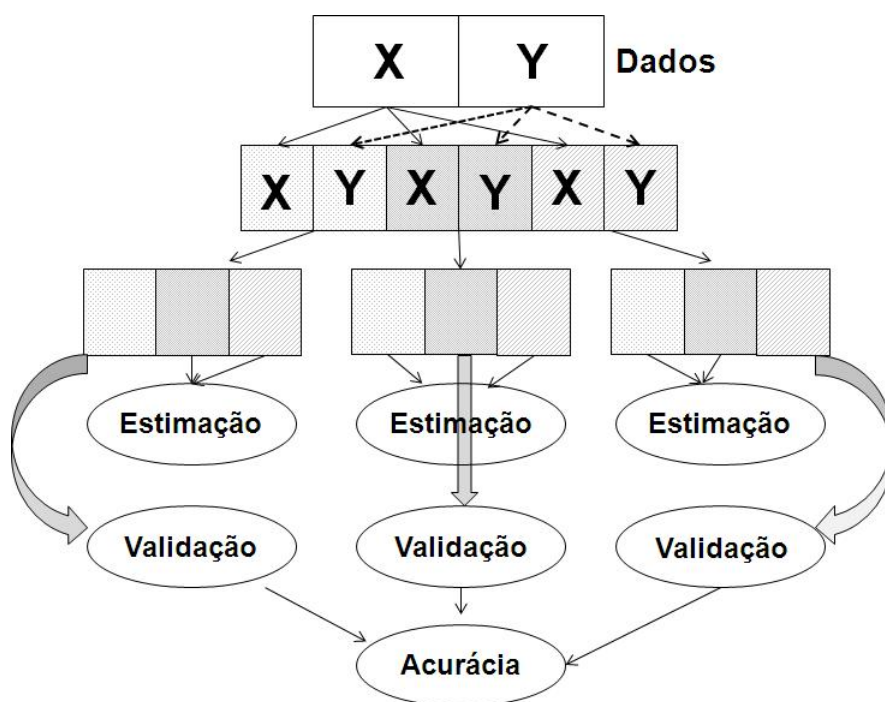 X Y Dados
X Y X Y X Y
Estimação Estimação Estimação
Validação Validação Validação
Acurácia